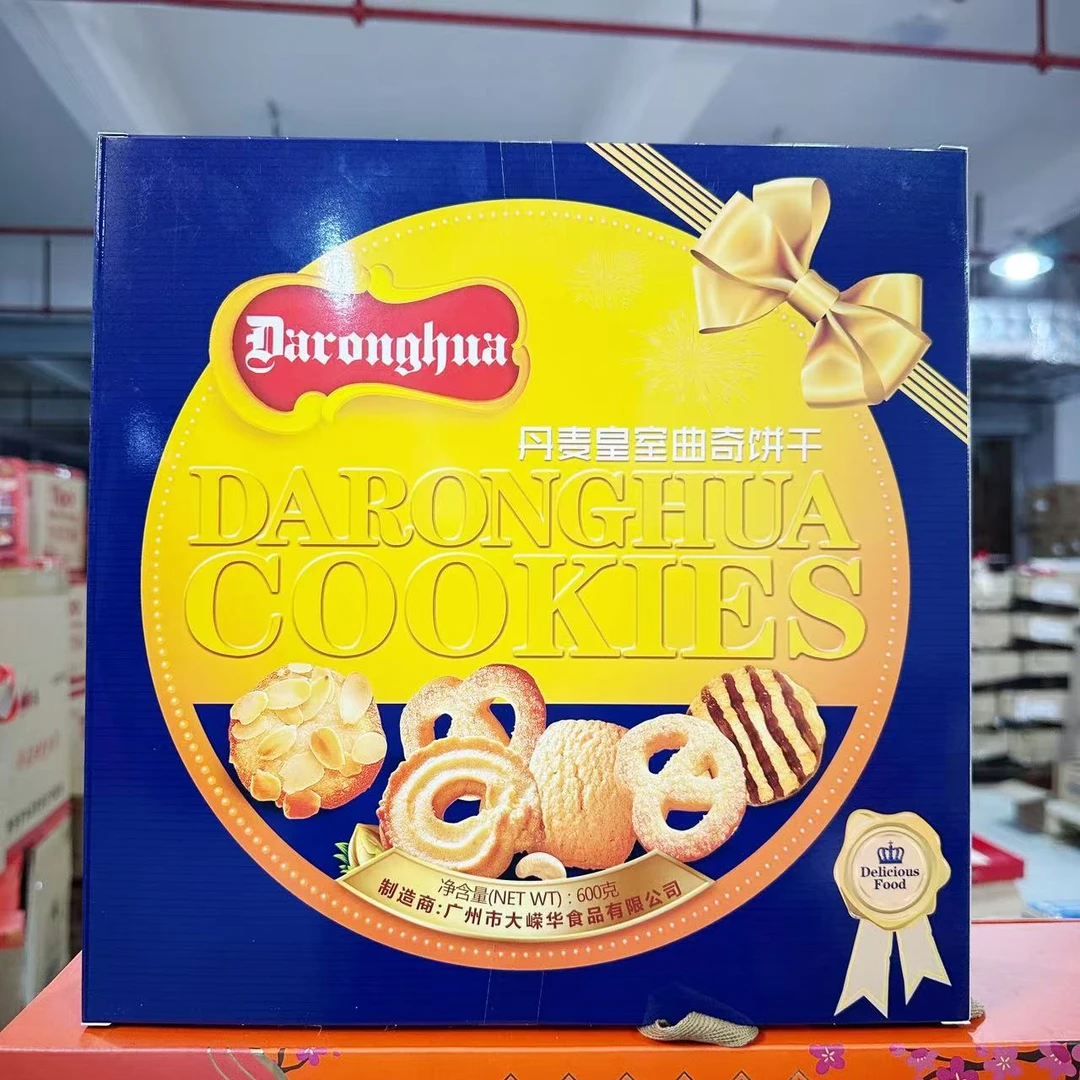 Daronghua
丹麦皇室曲奇饼干
DARONGHUA
COOKIES
净含量(NET WT)：600克
制造商:广州市大嵘华食品有限公司
Delicious
Food